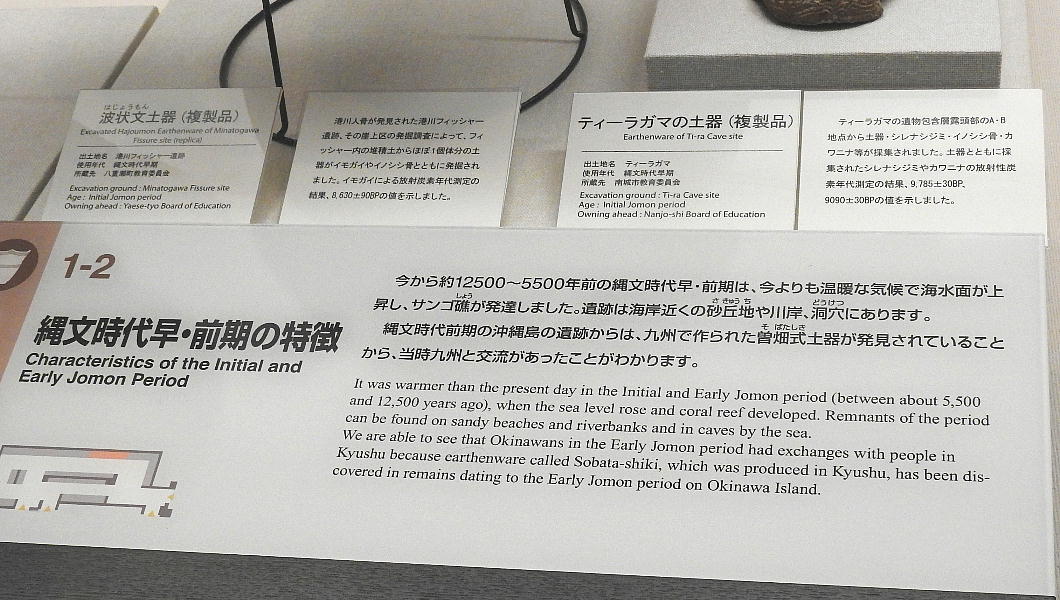 はじょうもん
波状文土器（複製品）
Excavated Hajoumon Earthenware of Minatogawa
Fissure site (replica)
出土地名　港川フィッシャー遺跡
使用年代　縄文時代早期
所蔵先　八重瀬町教育委員会
Excavation ground : Minatogawa Fissure site
Age : Initial Jomon period
Owning ahead : Yaese-tyo Board of Education
港川人骨が発見された港川フィッシャー
遺跡、その崖上区の発掘調査によって、フィ
ッシャー内の堆積土からほぼ1個体分の土
器がイモガイやイノシシ骨とともに発掘され
ました。イモガイによる放射炭素年代測定の
結果、8,630±90BPの値を示しました。
ティーラガマの土器（複製品）
Earthenware of Ti-ra Cave site
出土地名　ティーラガマ
使用年代　縄文時代早期
所蔵先　南城市教育委員会
Excavation ground : Ti-ra Cave site
Age : Initial Jomon period
Owning ahead : Nanjo-shi Board of Education
ティーラガマの遺物包含層露頭部のA・B
地点から土器・シレナシジミ・イノシシ骨・カ
ワニナ等が採集されました。土器とともに採
集されたシレナシジミやカワニナの放射性炭
素年代測定の結果、9,785±30BP、
9090±30BPの値を示しました。
1-2
縄文時代早・前期の特徴
Characteristics of the Initial and
Early Jomon Period
今から約12500～5500年前の縄文時代早・前期は、今よりも温暖な気候で海水面が上
しょう　さ きゅう ち　どうけつ
昇し、サンゴ礁が発達しました。遺跡は海岸近くの砂丘地や川岸、洞穴にあります。
そ ばたしき
縄文時代前期の沖縄島の遺跡からは、九州で作られた曽畑式土器が発見されていること
から、当時九州と交流があったことがわかります。
It was warmer than the present day in the Initial and Early Jomon period (between about 5,500
and 12,500 years ago), when the sea level rose and coral reef developed. Remnants of the period
can be found on sandy beaches and riverbanks and in caves by the sea.
We are able to see that Okinawans in the Early Jomon period had exchanges with people in
Kyushu because earthenware called Sobata-shiki, which was produced in Kyushu, has been dis-
covered in remains dating to the Early Jomon period on Okinawa Island.